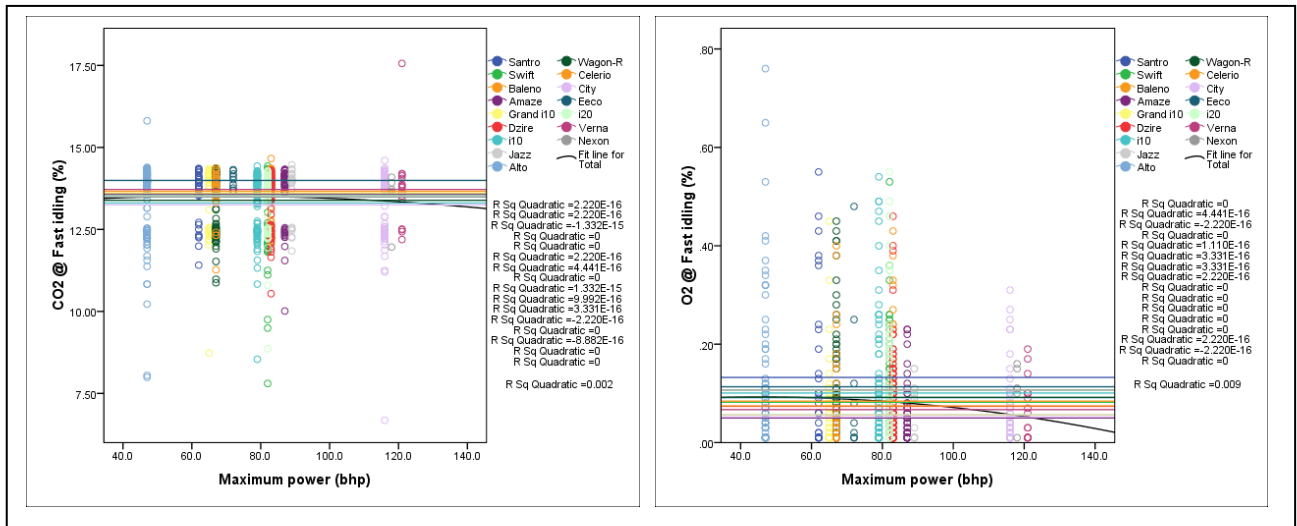 17.50
15.00
12.50
10.00
7.50
CO2 @ Fast idling (%)
40.0 60.0 80.0 100.0 120.0 140.0
Maximum power (bhp)
Santro Wagon-R
Swift Celerio
Baleno City
Amaze Eeco
Grand i10 i20
Dzire Verna
i10 Nexon
Jazz Fit line for
Alto Total
R Sq Quadratic =2.220E-16
R Sq Quadratic =2.220E-16
R Sq Quadratic =-1.332E-15
R Sq Quadratic =0
R Sq Quadratic =0
R Sq Quadratic =2.220E-16
R Sq Quadratic =4.441E-16
R Sq Quadratic =0
R Sq Quadratic =1.332E-15
R Sq Quadratic =9.992E-16
R Sq Quadratic =3.331E-16
R Sq Quadratic =-2.220E-16
R Sq Quadratic =0
R Sq Quadratic =-8.882E-16
R Sq Quadratic =0
R Sq Quadratic =0
R Sq Quadratic =0.002
.80
.60
.40
.20
.00
O2 @ Fast idling (%)
40.0 60.0 80.0 100.0 120.0 140.0
Maximum power (bhp)
Santro Wagon-R
Swift Celerio
Baleno City
Amaze Eeco
Grand i10 i20
Dzire Verna
i10 Nexon
Jazz Fit line for
Alto Total
R Sq Quadratic =0
R Sq Quadratic =4.441E-16
R Sq Quadratic =-2.220E-16
R Sq Quadratic =0
R Sq Quadratic =1.110E-16
R Sq Quadratic =3.331E-16
R Sq Quadratic =3.331E-16
R Sq Quadratic =2.220E-16
R Sq Quadratic =0
R Sq Quadratic =0
R Sq Quadratic =0
R Sq Quadratic =0
R Sq Quadratic =0
R Sq Quadratic =2.220E-16
R Sq Quadratic =-2.220E-16
R Sq Quadratic =0
R Sq Quadratic =0.009